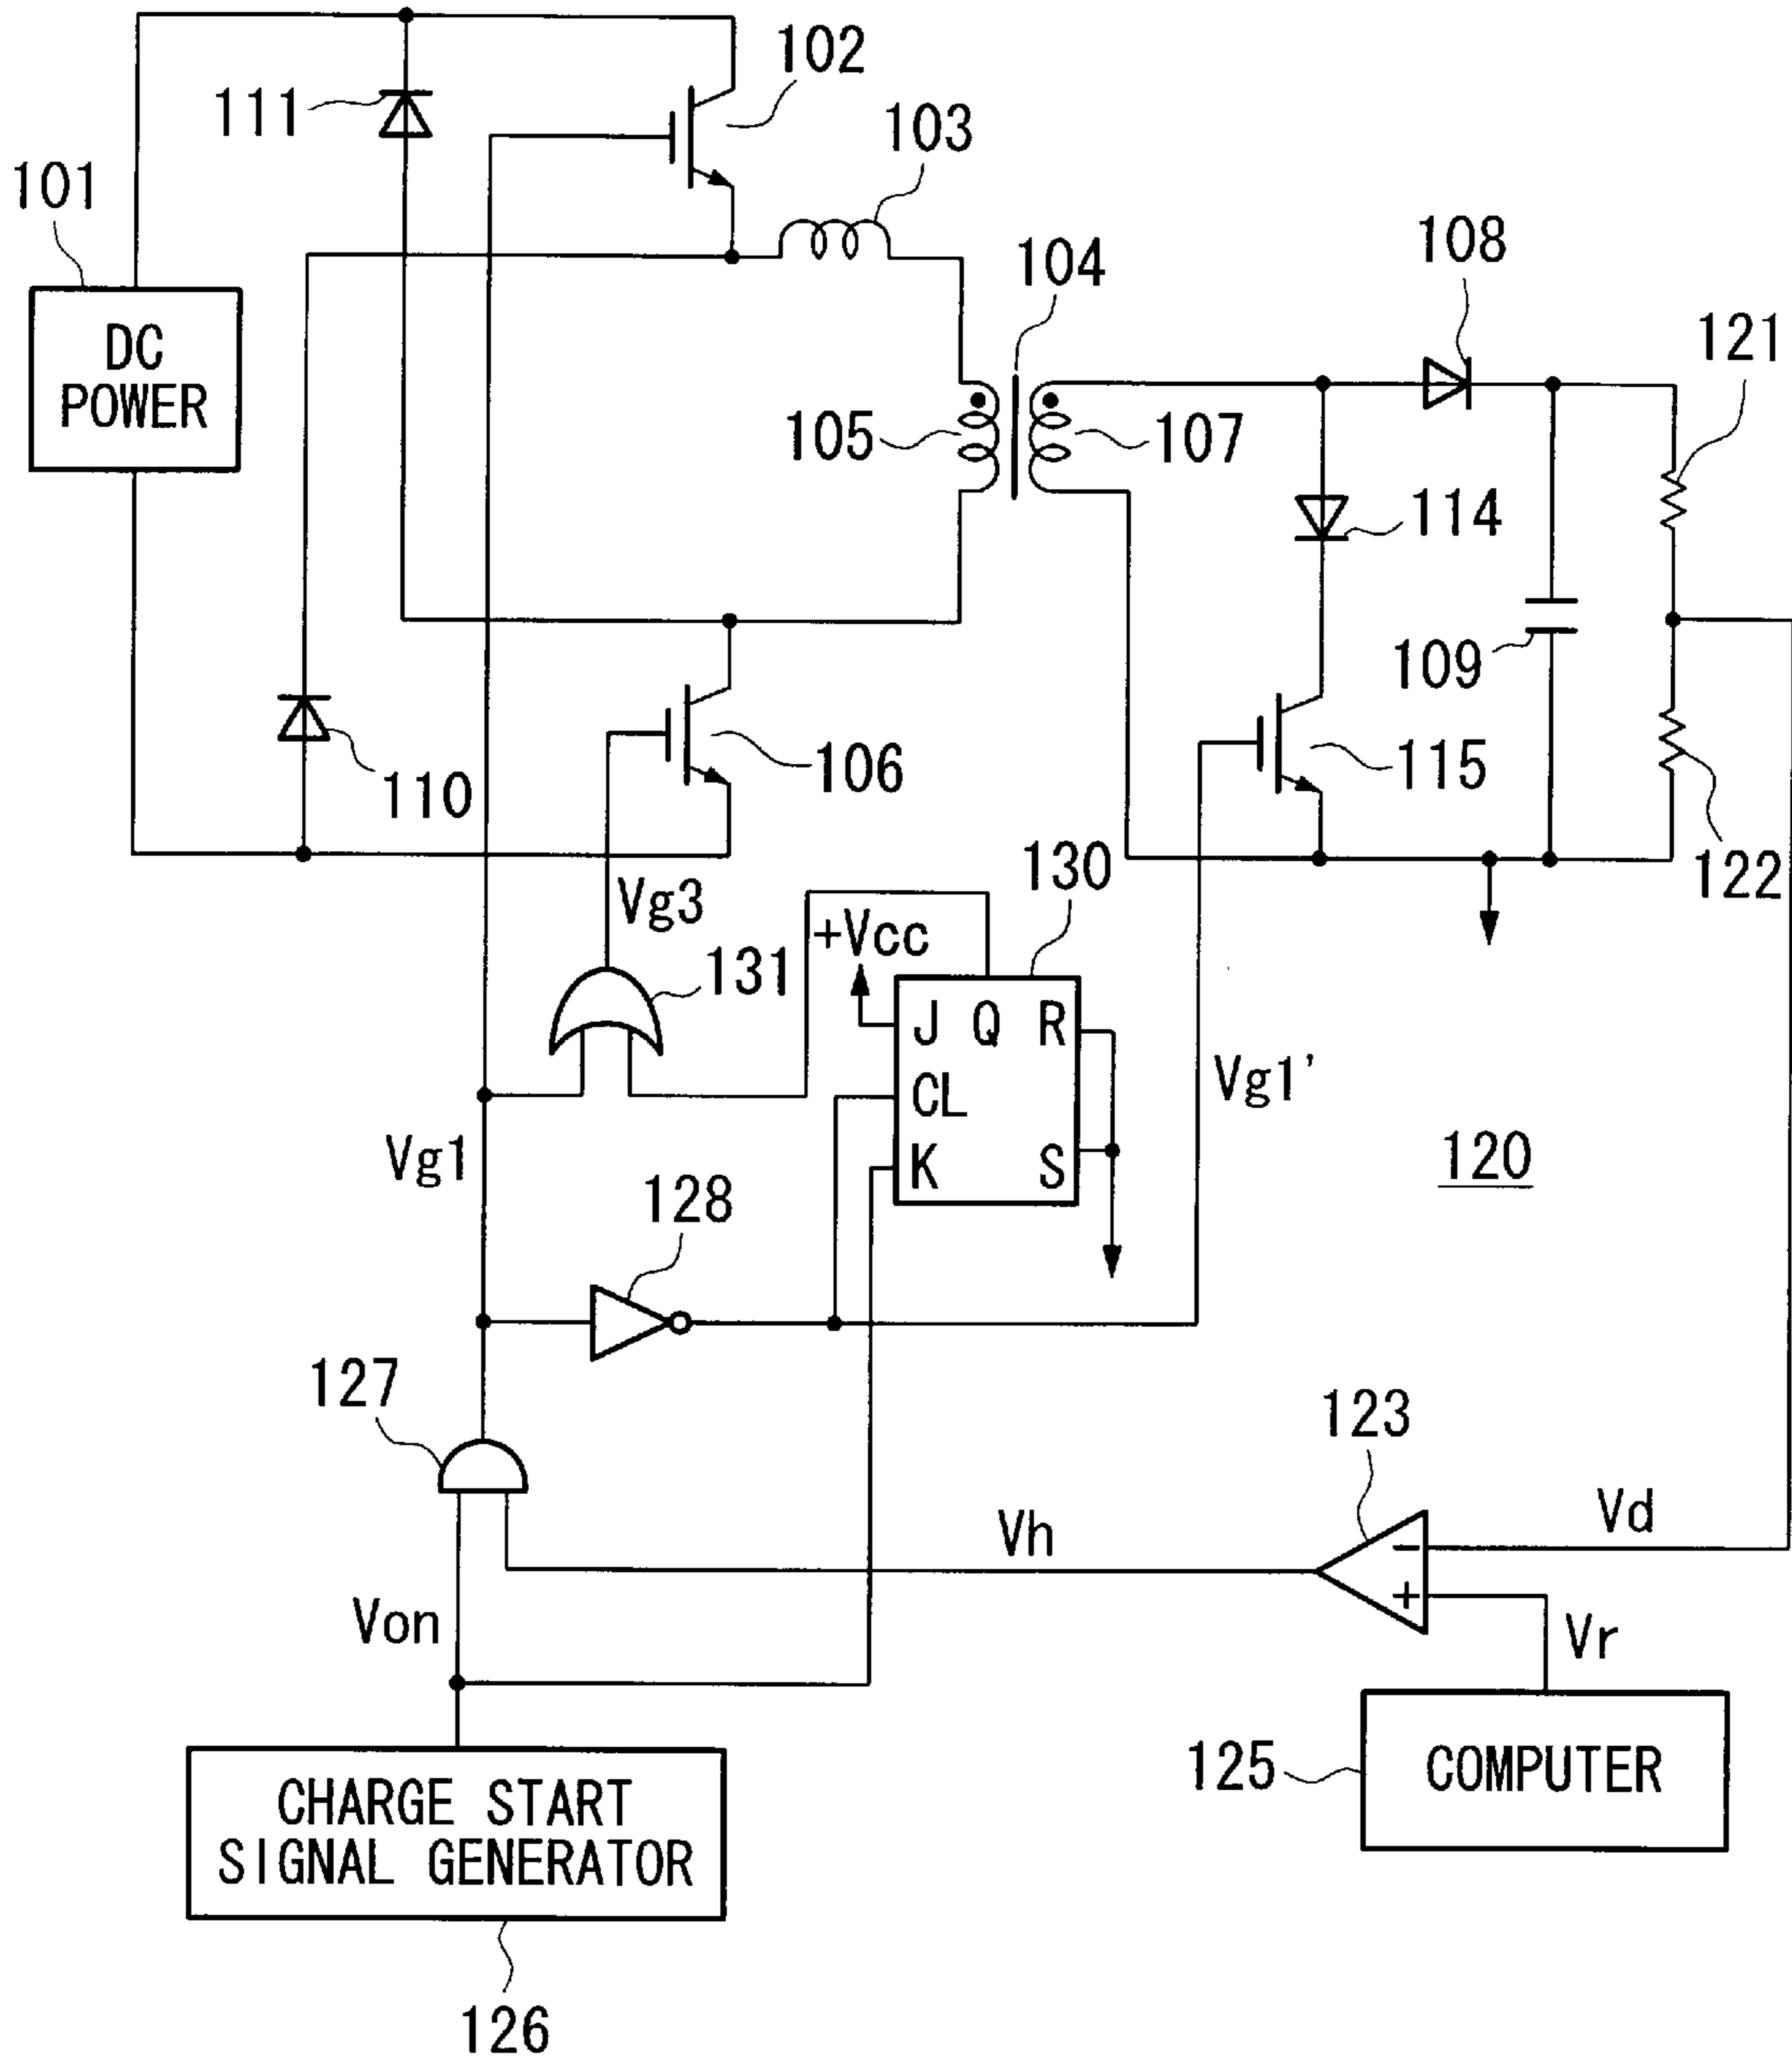 102
111
103
101
104
108
DC
POWER
121
105
107
114
109
106
115
110
122
130
Vg3
+Vcc
131
J Q R
Vg1'
CL
Vg1
K S
120
128
127
123
Vd
Vh
Von
Vr
125
COMPUTER
CHARGE START
SIGNAL GENERATOR
126